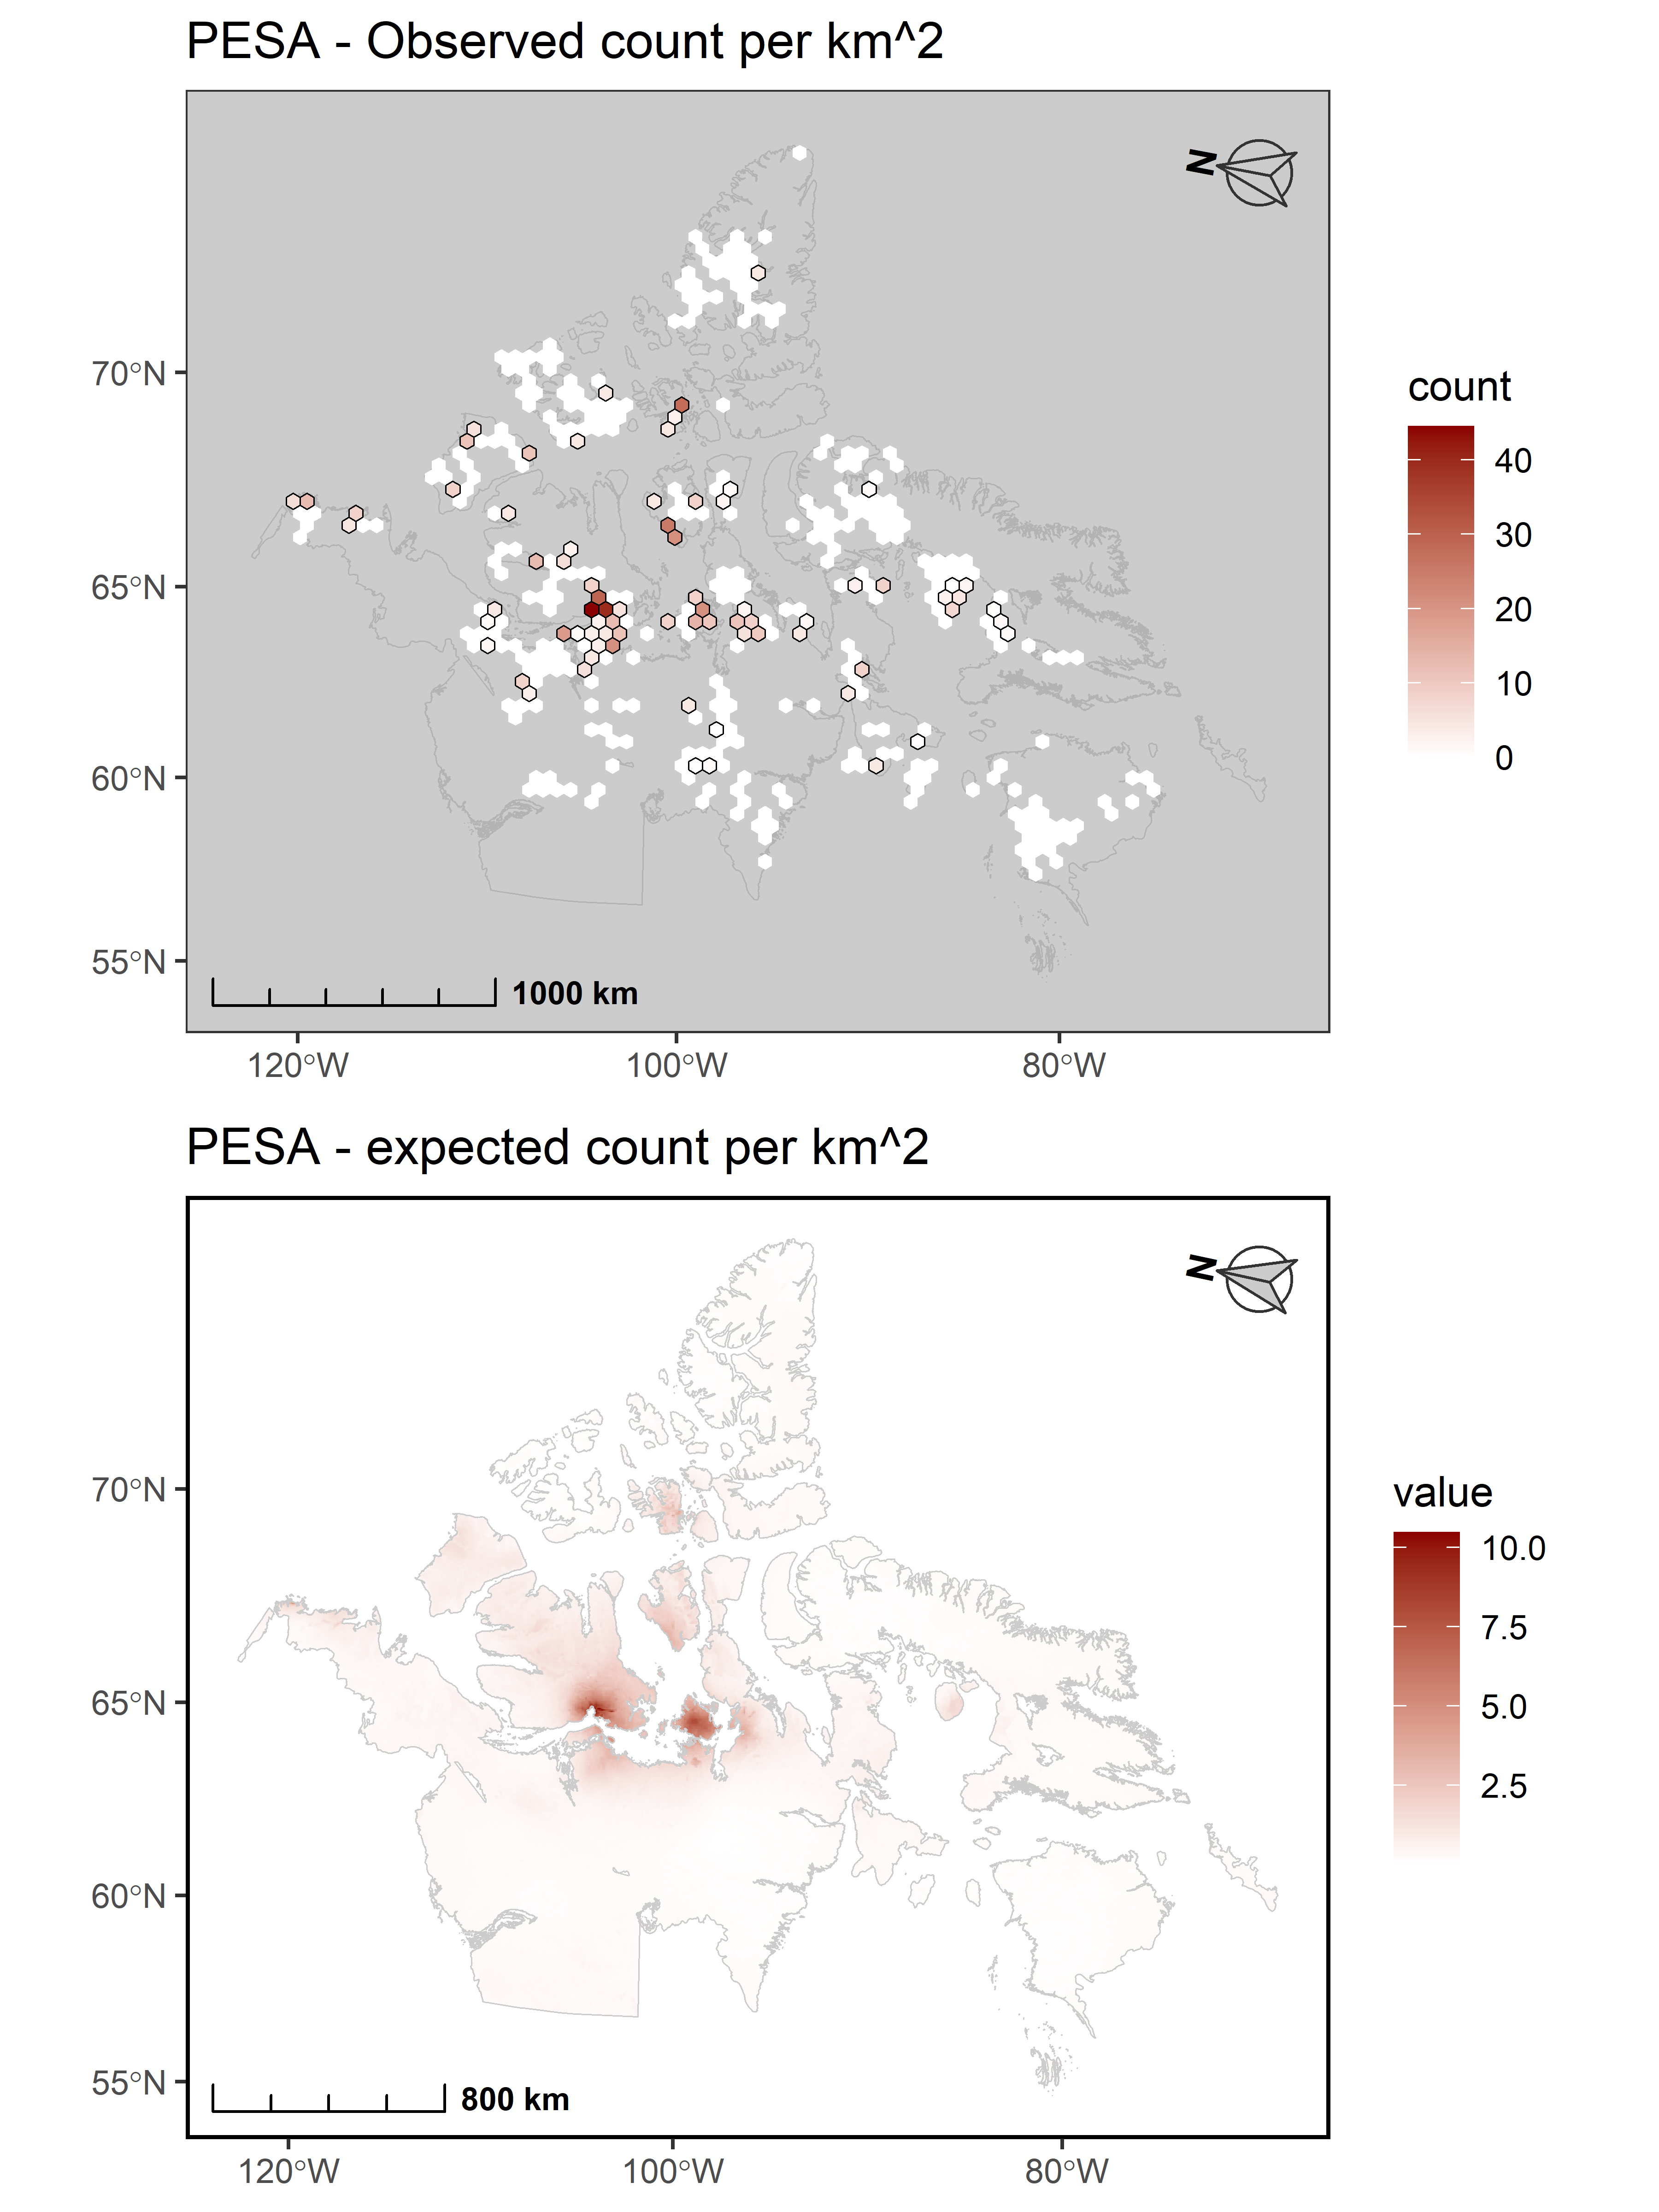 PESA - Observed count per km^2
N
70°N
65°N
60°N
55°N
1000 km
120°W
100°W
80°W
count
40
30
20
10
0
PESA - expected count per km^2
N
70°N
65°N
60°N
55°N
800 km
120°W
100°W
80°W
value
10.0
7.5
5.0
2.5